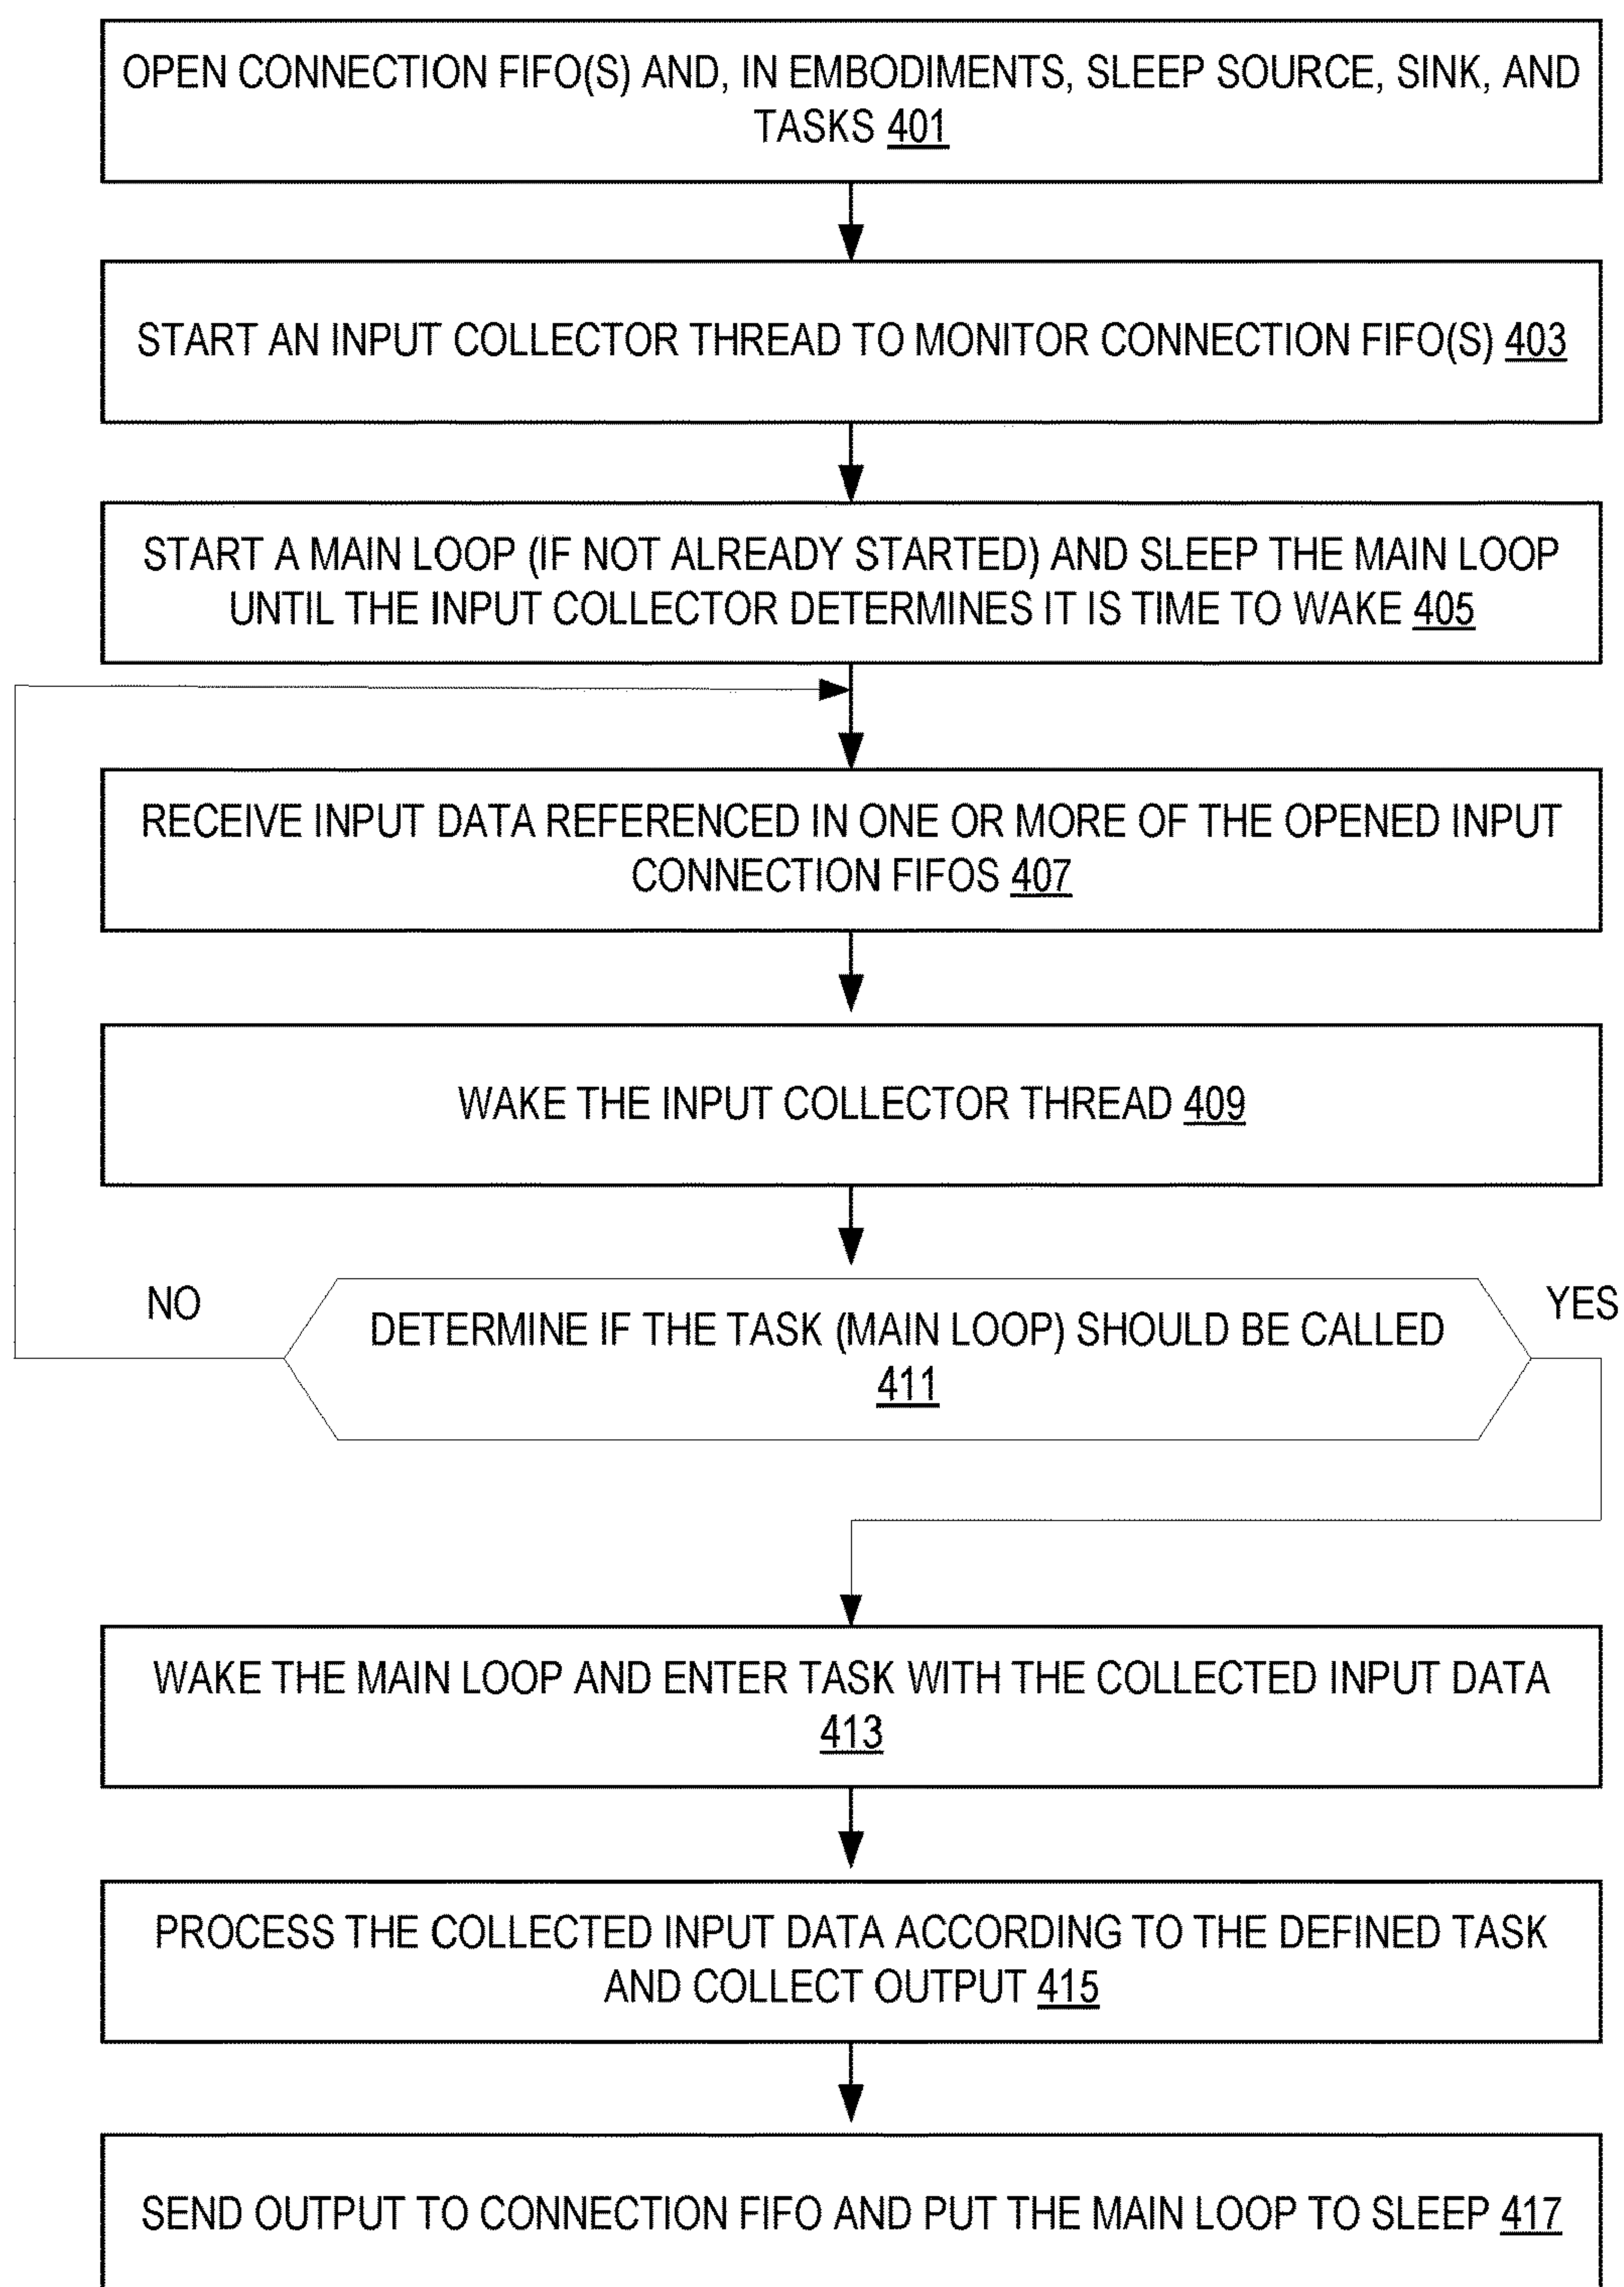 OPEN CONNECTION FIFO(S) AND, IN EMBODIMENTS, SLEEP SOURCE, SINK, AND
TASKS 401
START AN INPUT COLLECTOR THREAD TO MONITOR CONNECTION FIFO(S) 403
START A MAIN LOOP (IF NOT ALREADY STARTED) AND SLEEP THE MAIN LOOP
UNTIL THE INPUT COLLECTOR DETERMINES IT IS TIME TO WAKE 405
RECEIVE INPUT DATA REFERENCED IN ONE OR MORE OF THE OPENED INPUT
CONNECTION FIFOS 407
WAKE THE INPUT COLLECTOR THREAD 409
NO
YES
DETERMINE IF THE TASK (MAIN LOOP) SHOULD BE CALLED
411
WAKE THE MAIN LOOP AND ENTER TASK WITH THE COLLECTED INPUT DATA
413
PROCESS THE COLLECTED INPUT DATA ACCORDING TO THE DEFINED TASK
AND COLLECT OUTPUT 415
SEND OUTPUT TO CONNECTION FIFO AND PUT THE MAIN LOOP TO SLEEP 417